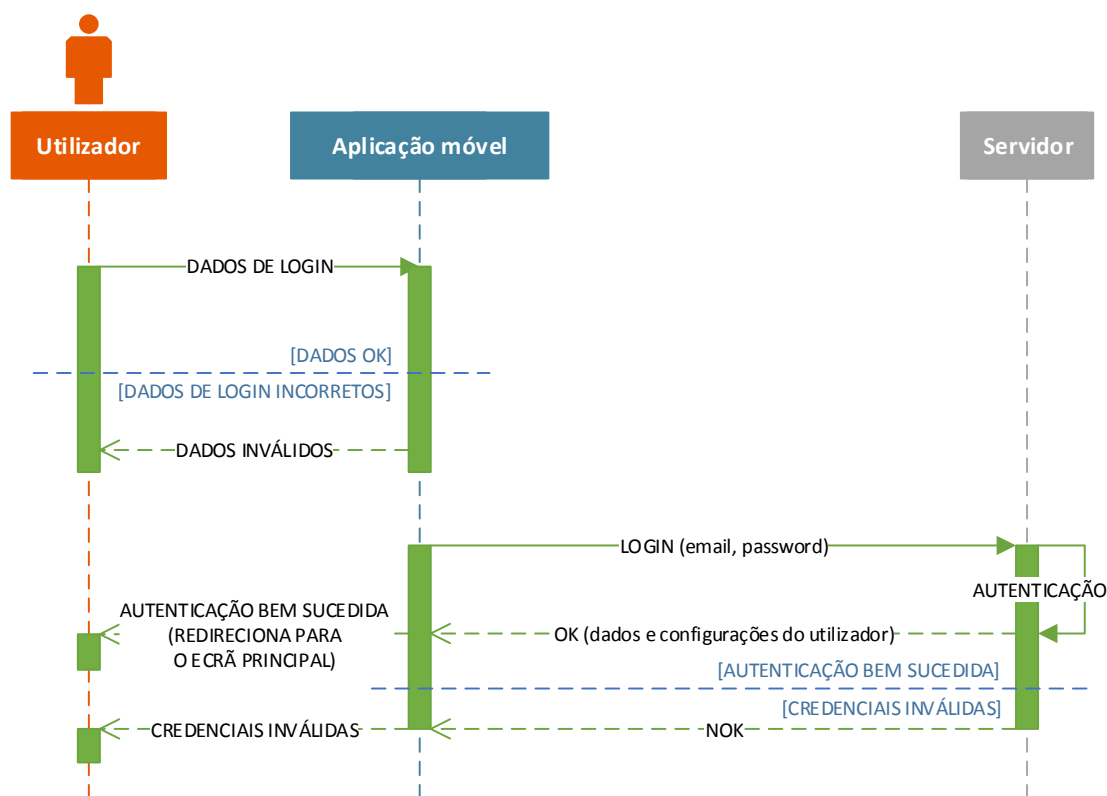 Utilizador
Aplicação móvel
Servidor
DADOS DE LOGIN
[DADOS OK]
[DADOS DE LOGIN INCORRETOS]
DADOS INVÁLIDOS
LOGIN (email, password)
AUTENTICAÇÃO
AUTENTICAÇÃO BEM SUCEDIDA
(REDIRECIONA PARA
O ECRÃ PRINCIPAL)
OK (dados e configurações do utilizador)
[AUTENTICAÇÃO BEM SUCEDIDA]
[CREDENCIAIS INVÁLIDAS]
CREDENCIAIS INVÁLIDAS
NOK